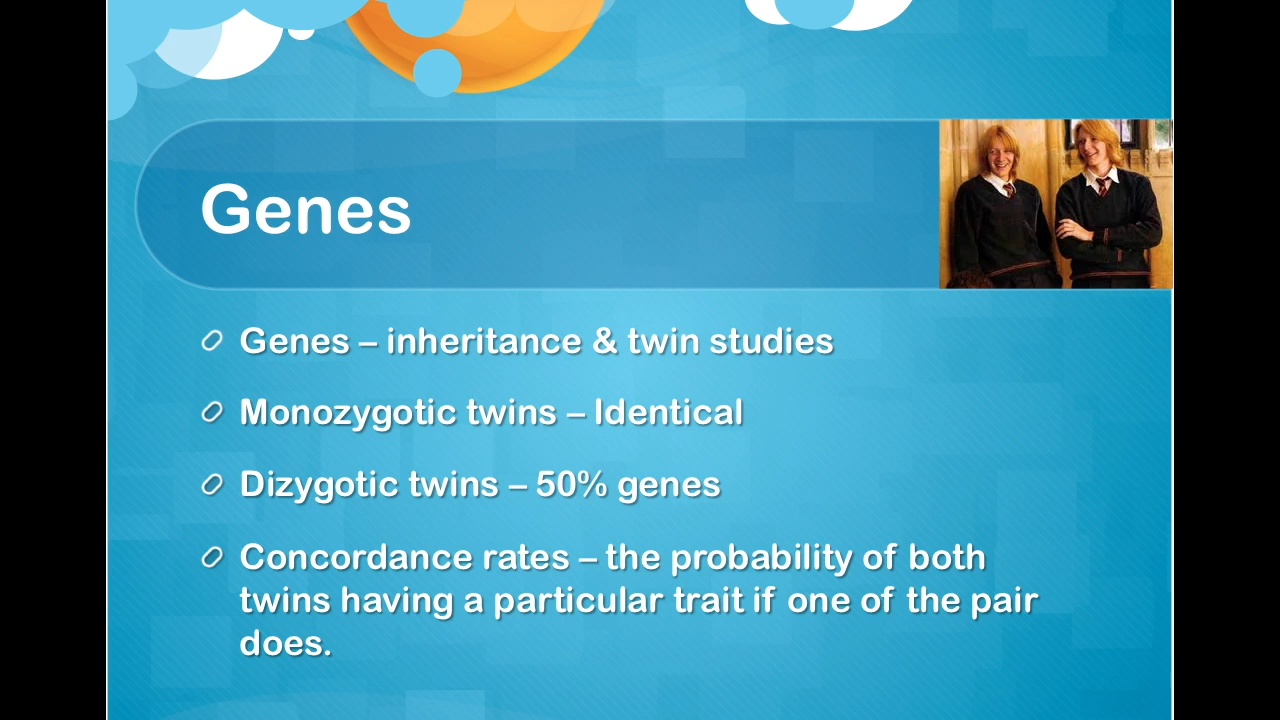 Genes
Genes – inheritance & twin studies
Monozygotic twins – Identical
Dizygotic twins – 50% genes
Concordance rates – the probability of both
twins having a particular trait if one of the pair
does.